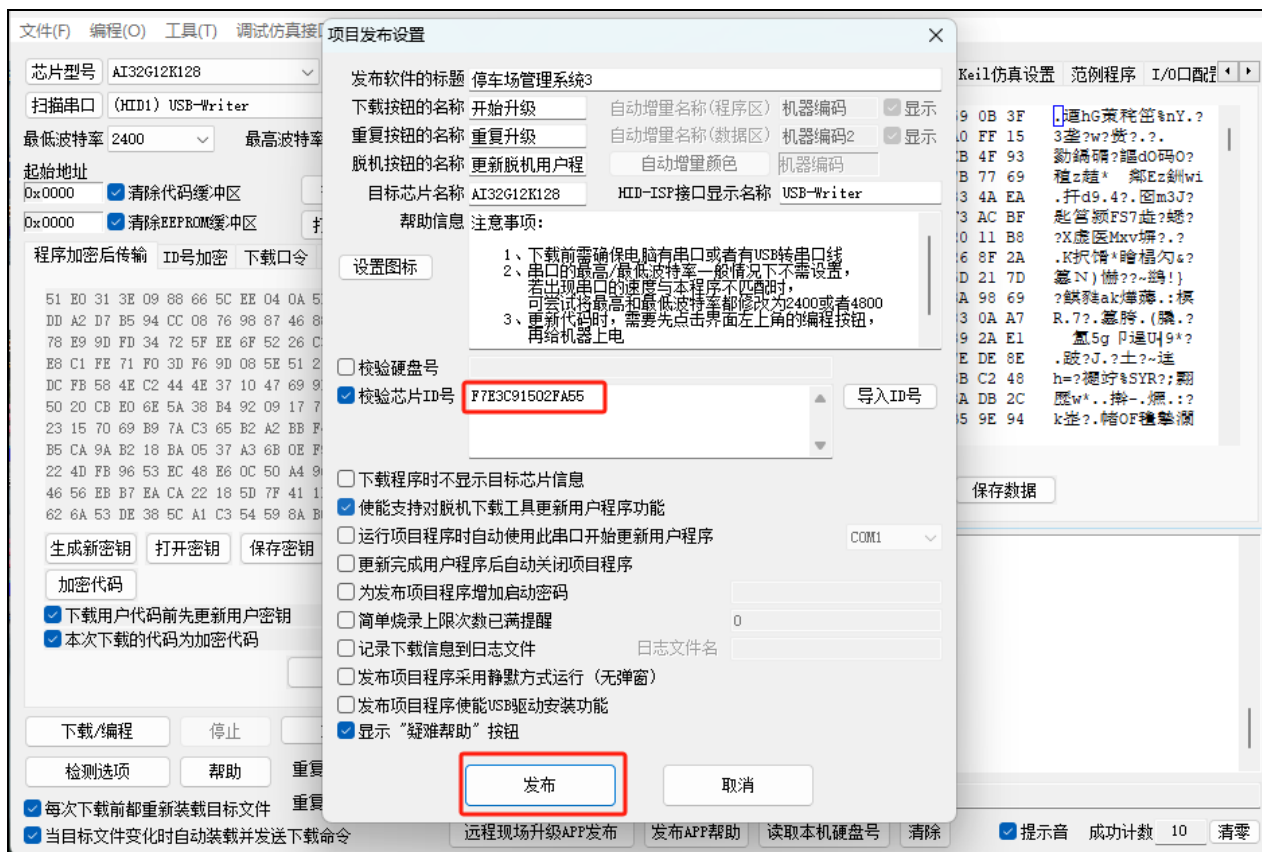 文件(F) 编程(O) 工具(T) 调试仿真接
项目发布设置
芯片型号 AI32G12K128
扫描串口 (HID1) USB-Writer
最低波特率 2400 最高波特率
起始地址
0x0000 清除代码缓冲区
0x0000 清除EEPROM缓冲区
程序加密后传输 ID号加密 下载口令
51 E0 31 3E 09 88 66 5C EE 04 0A
DD A2 D7 B5 94 CC 08 76 98 87 46
78 E9 9D FD 34 72 5F EE 6F 52 26
E8 C1 FE 71 F0 3D F6 9D 08 5E 51
DC FB 58 4E C2 44 4E 37 10 47 69
50 20 CB E0 6E 5A 38 B4 92 09 17
23 15 70 69 B9 7A C3 65 B2 A2 BB
B5 CA 9A B2 18 BA 05 37 A3 6B 0E
22 4D FB 96 53 EC 48 E6 0C 50 A4
46 56 EB B7 EA CA 22 18 5D 7F 41
62 6A 53 DE 38 5C A1 C3 54 59 8A
生成新密钥 打开密钥 保存密钥
加密代码
下载用户代码前先更新用户密钥
本次下载的代码为加密代码
下载/编程 停止
检测选项 帮助
每次下载前都重新装载目标文件
当目标文件变化时自动装载并发送下载命令
发布软件的标题 停车场管理系统3
下载按钮的名称 开始升级 自动增量名称(程序区) 机器编码 显示
重复按钮的名称 重复升级 自动增量名称(数据区) 机器编码2 显示
脱机按钮的名称 更新脱机用户程 自动增量颜色 机器编码
目标芯片名称 AI32G12K128 HID-ISP接口显示名称 USB-Writer
帮助信息 注意事项:
设置图标
1、下载前需确保电脑有串口或者有USB转串口线
2、串口的最高/最低波特率一般情况下不需设置,
若出现串口的速度与本程序不匹配时,
可尝试将最高和最低波特率都修改为2400或者4800
3、更新代码时,需要先点击界面左上角的编程按钮,
再给机器上电
校验硬盘号
校验芯片ID号 F7E3C91502FA55 导入ID号
下载程序时不显示目标芯片信息
使能支持对脱机下载工具更新用户程序功能
运行项目程序时自动使用此串口开始更新用户程序 COM1
更新完成用户程序后自动关闭项目程序
为发布项目程序增加启动密码
简单烧录上限次数已满提醒 0
记录下载信息到日志文件 日志文件名
发布项目程序采用静默方式运行(无弹窗)
发布项目程序使能USB驱动安装功能
显示“疑难帮助”按钮
发布 取消
Keil仿真设置 范例程序 I/O口配
0B 3F
FF 15
4F 93
77 69
4A EA
AC BF
11 B8
8F 2A
21 7D
98 69
0A A7
2A E1
DE 8E
C2 48
DB 2C
9E 94
保存数据
远程现场升级APP发布 发布APP帮助 读取本机硬盘号 清除
提示音 成功计数 10 清零